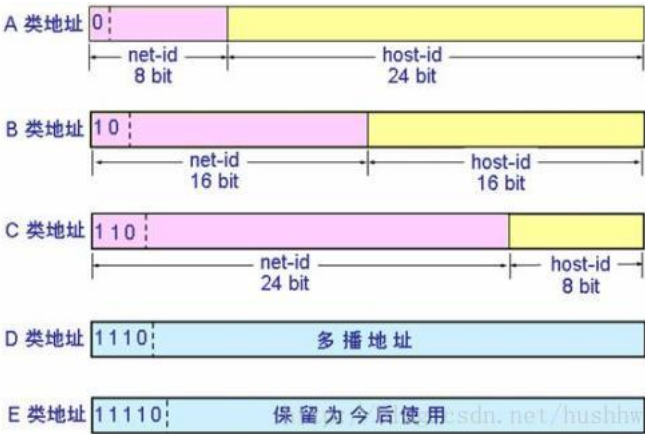 A 类地址 0
net-id host-id
8 bit 24 bit
B 类地址 10
net-id host-id
16 bit 16 bit
C 类地址 110
net-id host-id
24 bit 8 bit
D 类地址 1110 多播地址
E 类地址 11110 保留为今后使用
csdn.net/hushhw